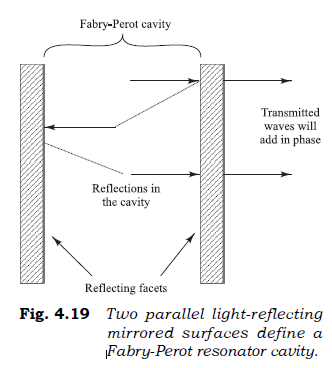 Fabry-Perot cavity
Transmitted
waves will
add in phase
Reflections in
the cavity
Reflecting facets
Fig. 4.19 Two parallel light-reflecting
mirrored surfaces define a
Fabry-Perot resonator cavity.